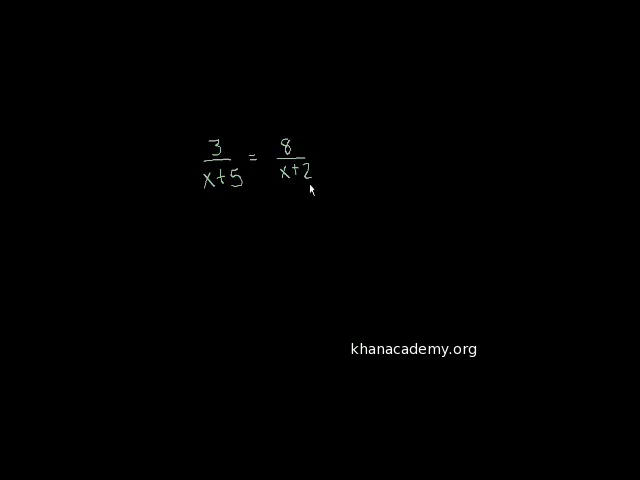 3/(x+5) = 8/(x+2)
khanacademy.org